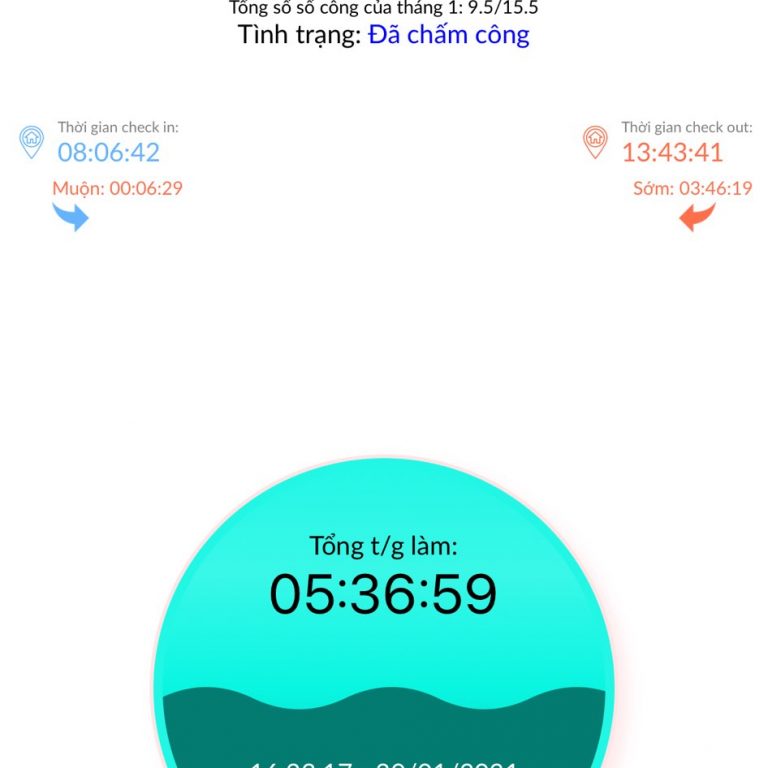 Tổng số số công của tháng 1: 9.5/15.5
Tình trạng: Đã chấm công
Thời gian check in:
08:06:42
Muộn: 00:06:29
Thời gian check out:
13:43:41
Sớm: 03:46:19
Tổng t/g làm:
05:36:59